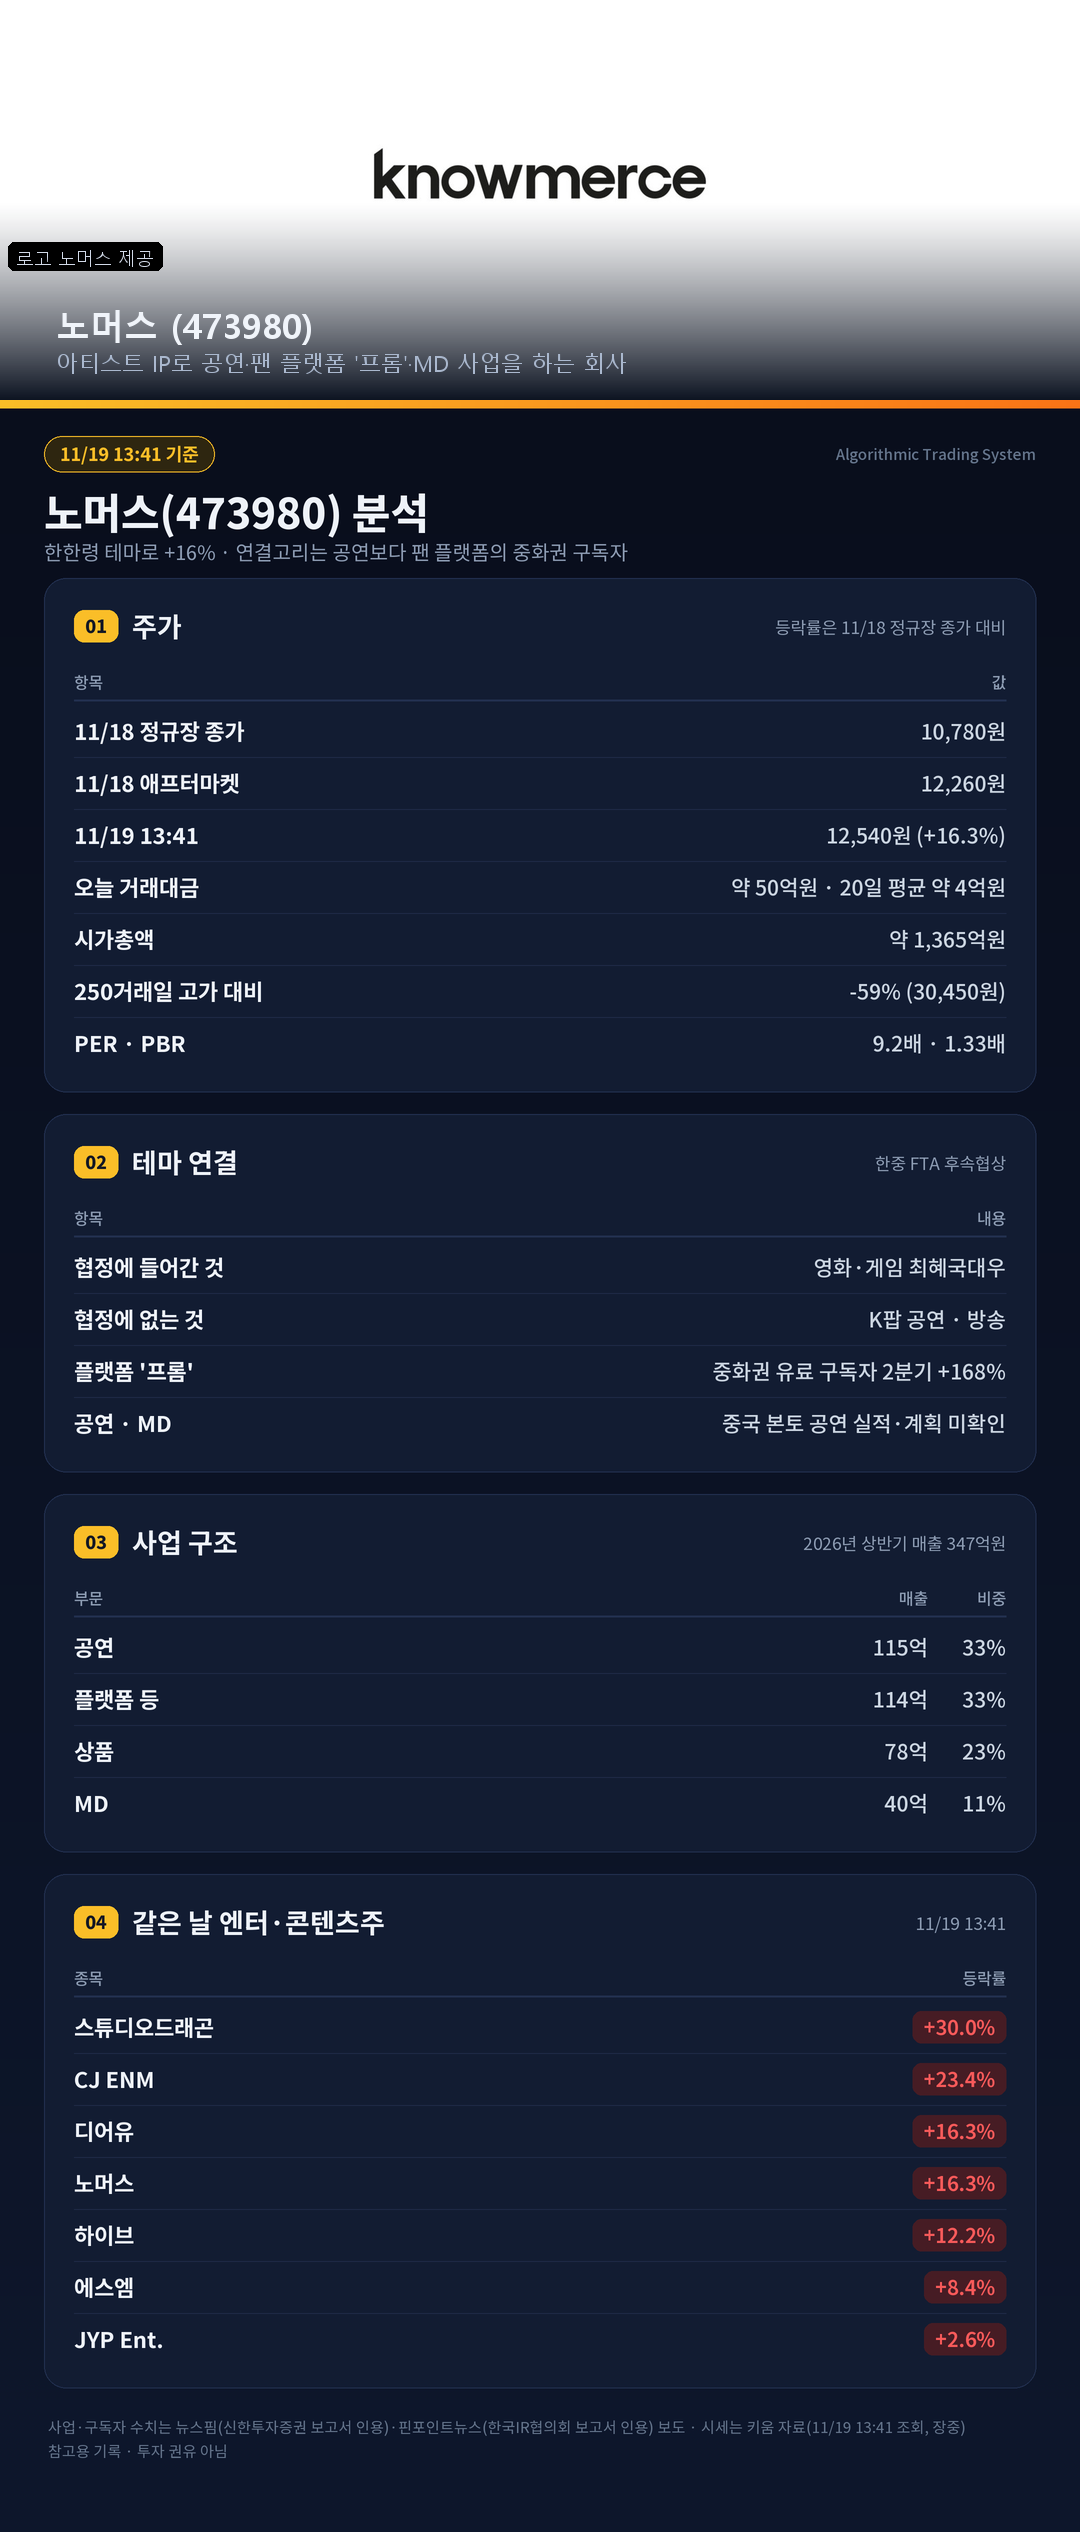 knowmerce
로고 노머스 제공
노머스 (473980)
아티스트 IP로 공연·팬 플랫폼 '프롬'·MD 사업을 하는 회사
11/19 13:41 기준
Algorithmic Trading System
노머스(473980) 분석
한한령 테마로 +16% · 연결고리는 공연보다 팬 플랫폼의 중화권 구독자
01 주가 등락률은 11/18 정규장 종가 대비
항목 값
11/18 정규장 종가 10,780원
11/18 애프터마켓 12,260원
11/19 13:41 12,540원 (+16.3%)
오늘 거래대금 약 50억원 · 20일 평균 약 4억원
시가총액 약 1,365억원
250거래일 고가 대비 -59% (30,450원)
PER · PBR 9.2배 · 1.33배
02 테마 연결 한중 FTA 후속협상
항목 내용
협정에 들어간 것 영화·게임 최혜국대우
협정에 없는 것 K팝 공연 · 방송
플랫폼 '프롬' 중화권 유료 구독자 2분기 +168%
공연 · MD 중국 본토 공연 실적·계획 미확인
03 사업 구조 2026년 상반기 매출 347억원
부문 매출 비중
공연 115억 33%
플랫폼 등 114억 33%
상품 78억 23%
MD 40억 11%
04 같은 날 엔터·콘텐츠주 11/19 13:41
종목 등락률
스튜디오드래곤 +30.0%
CJ ENM +23.4%
디어유 +16.3%
노머스 +16.3%
하이브 +12.2%
에스엠 +8.4%
JYP Ent. +2.6%
사업·구독자 수치는 뉴스핌(신한투자증권 보고서 인용)·핀포인트뉴스(한국IR협의회 보고서 인용) 보도 · 시세는 키움 자료(11/19 13:41 조회, 장중)
참고용 기록 · 투자 권유 아님